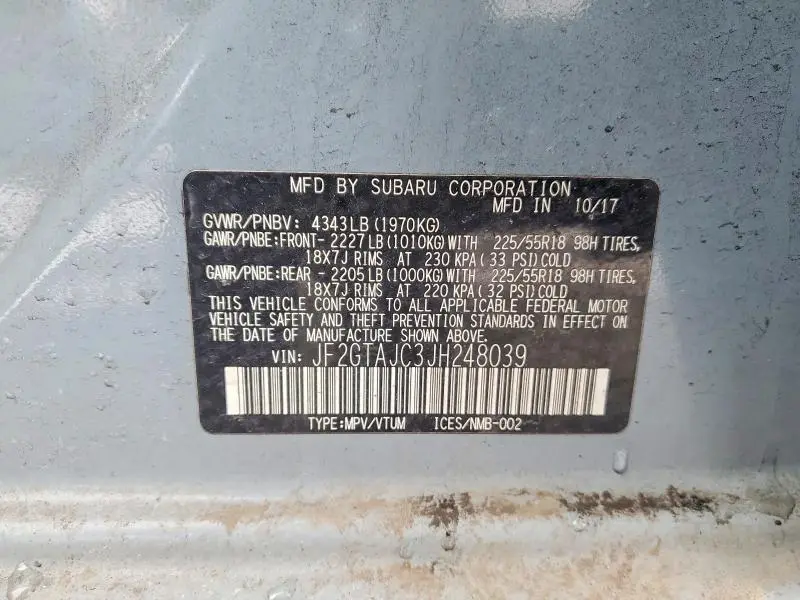 MFD BY SUBARU CORPORATION
MFD IN 10/17
GVWR/PNBV: 4343LB(1970KG)
GAWR/PNBE:FRONT- 2227LB(1010KG)WITH 225/55R18 98H TIRES,
18X7J RIMS AT 230 KPA( 33 PSI)COLD
GAWR/PNBE:REAR - 2205LB(1000KG)WITH 225/55R18 98H TIRES,
18X7J RIMS AT 220 KPA( 32 PSI)COLD
THIS VEHICLE CONFORMS TO ALL APPLICABLE FEDERAL MOTOR
VEHICLE SAFETY AND THEFT PREVENTION STANDARDS IN EFFECT ON
THE DATE OF MANUFACTURE SHOWN ABOVE.
VIN: JF2GTAJC3JH248039
TYPE:MPV/VTUM ICES/NMB-002